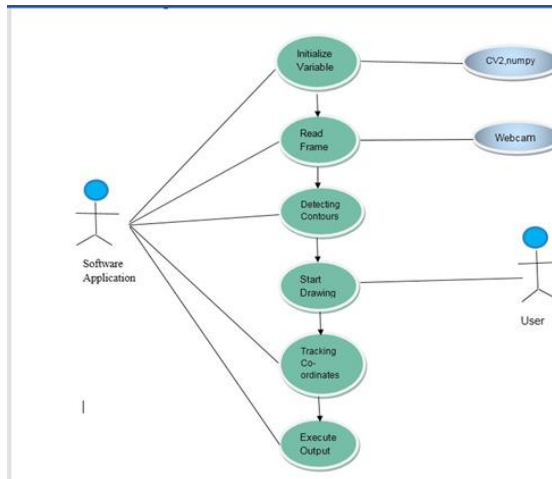 Initialize
Variable
CV2,numpy
Read
Frame
Webcam
Detecting
Contours
Software
Application
Start
Drawing
User
Tracking
Co-
ordinates
Execute
Output